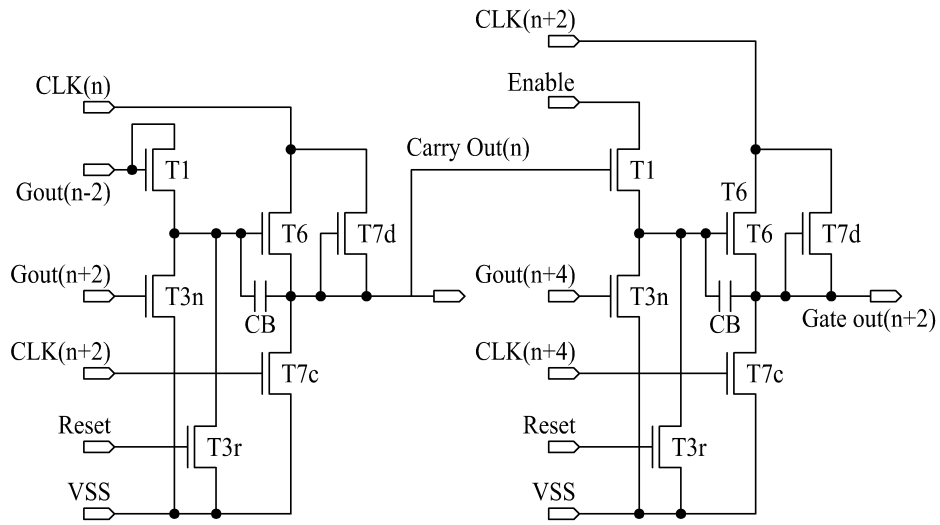 CLK(n)
T1
Gout(n-2)
T6
T7d
Gout(n+2)
T3n
CB
CLK(n+2)
T7c
Reset
T3r
VSS
Carry Out(n)
CLK(n+2)
Enable
T1
T6
T6
T7d
Gout(n+4)
T3n
CB
Gate out(n+2)
CLK(n+4)
T7c
Reset
T3r
VSS